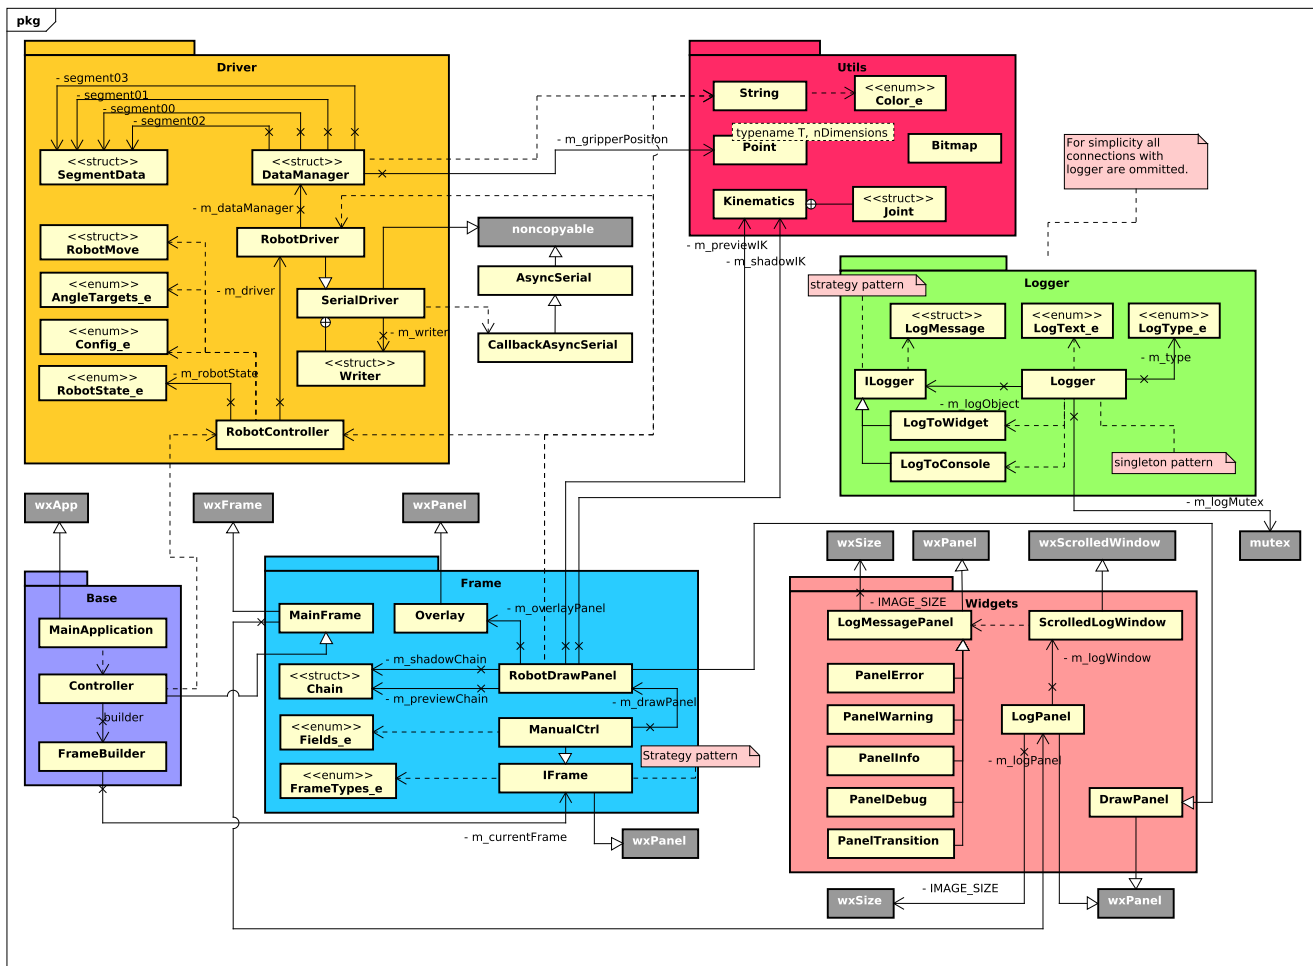 pkg
Driver
- segment03
- segment01
- segment00
- segment02
<<struct>>
SegmentData
<<struct>>
DataManager
- m_dataManager
<<struct>>
RobotMove
RobotDriver
<<enum>>
AngleTargets_e
- m_driver
SerialDriver
<<enum>>
Config_e
- m_writer
<<struct>>
Writer
<<enum>>
RobotState_e
- m_robotState
RobotController
noncopyable
AsyncSerial
CallbackAsyncSerial
Utils
String
<<enum>>
Color_e
- m_gripperPosition
typename T, nDimensions
Point
Bitmap
Kinematics
<<struct>>
Joint
- m_previewIK
- m_shadowIK
For simplicity all
connections with
logger are ommitted.
Logger
strategy pattern
<<struct>>
LogMessage
<<enum>>
LogText_e
<<enum>>
LogType_e
- m_type
ILogger
Logger
- m_logObject
LogToWidget
LogToConsole
singleton pattern
- m_logMutex
mutex
wxApp
wxFrame
wxPanel
Base
MainApplication
Controller
- builder
FrameBuilder
Frame
MainFrame
Overlay
- m_overlayPanel
- m_shadowChain
<<struct>>
Chain
- m_previewChain
RobotDrawPanel
- m_drawPanel
<<enum>>
Fields_e
ManualCtrl
Strategy pattern
<<enum>>
FrameTypes_e
IFrame
- m_currentFrame
wxPanel
wxSize
wxPanel
wxScrolledWindow
Widgets
- IMAGE_SIZE
LogMessagePanel
ScrolledLogWindow
- m_logWindow
PanelError
PanelWarning
LogPanel
PanelInfo
- m_logPanel
PanelDebug
DrawPanel
PanelTransition
- IMAGE_SIZE
wxSize
wxPanel